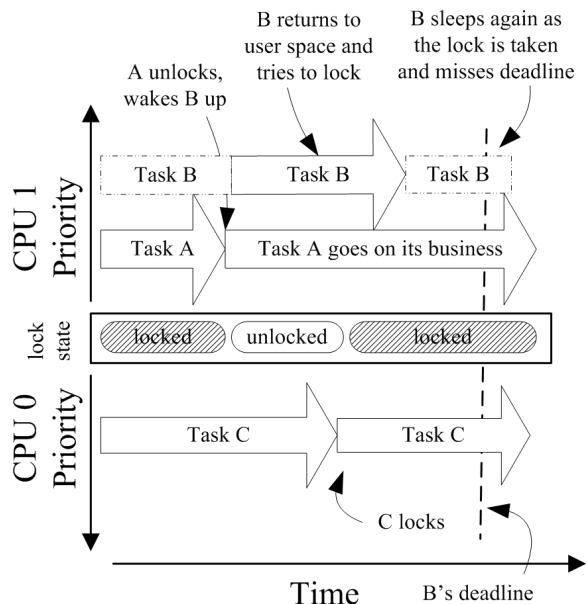 B returns to
user space and
tries to lock
B sleeps again as
the lock is taken
and misses deadline
A unlocks,
wakes B up
CPU 1
Priority
Task B
Task B
Task B
Task A
Task A goes on its business
lock
state
locked
unlocked
locked
CPU 0
Priority
Task C
Task C
C locks
Time
B's deadline